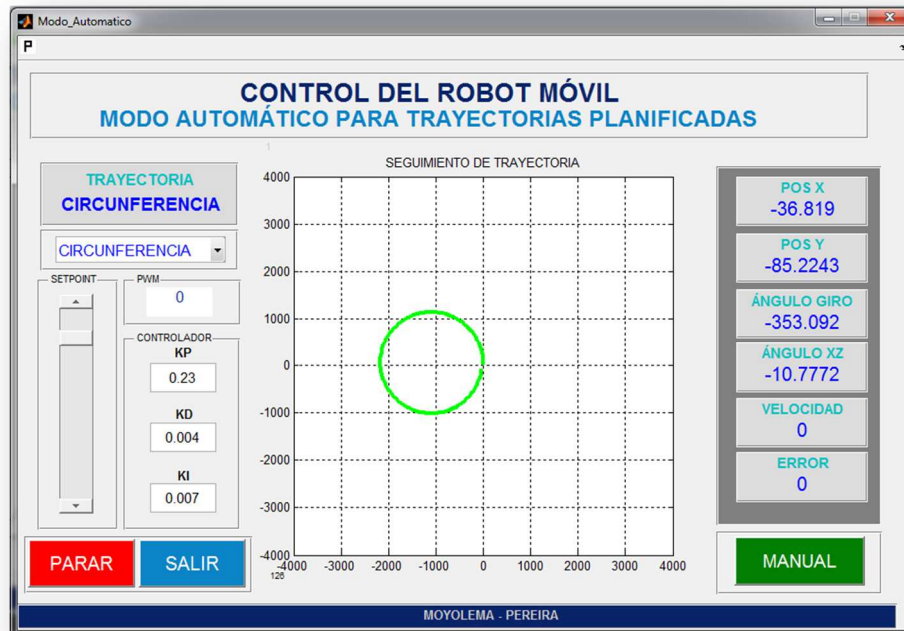 Modo_Automatico
P
CONTROL DEL ROBOT MÓVIL
MODO AUTOMÁTICO PARA TRAYECTORIAS PLANIFICADAS
1
TRAYECTORIA
CIRCUNFERENCIA
CIRCUNFERENCIA
SETPOINT
PWM
0
CONTROLADOR
KP
0.23
KD
0.004
KI
0.007
PARAR
SALIR
SEGUIMIENTO DE TRAYECTORIA
4000
3000
2000
1000
0
-1000
-2000
-3000
-4000
-4000 -3000 -2000 -1000 0 1000 2000 3000 4000
126
POS X
-36.819
POS Y
-85.2243
ÁNGULO GIRO
-353.092
ÁNGULO XZ
-10.7772
VELOCIDAD
0
ERROR
0
MANUAL
MOYOLEMA - PEREIRA